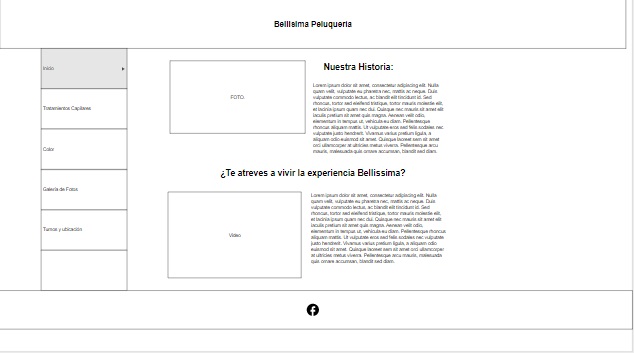 Bellisima Peluqueria
Inicio
Tratamientos Capilares
Color
Galeria de Fotos
Turnos y ubicación
FOTO
Nuestra Historia:
Lorem ipsum dolor sit amet, consectetur adipiscing elit. Nulla
quam velit, vulputate eu pharetra nec, mattis ac neque. Duis
vulputate commodo lectus, ac blandit elit tincidunt id. Sed
rhoncus, tortor sed eleifend tristique, tortor mauris molestie elit,
et lacinia ipsum quam nec dui. Quisque nec mauris sit amet elit
iaculis pretium sit amet quis magna. Aenean velit odio,
elementum in tempus ut, vehicula eu diam. Pellentesque
rhoncus aliquam mattis. Ut vulputate eros sed felis sodales nec
vulputate justo hendrerit. Vivamus varius pretium ligula, a
aliquam odio euismod sit amet. Quisque laoreet sem sit amet
orci ullamcorper at ultricies metus viverra. Pellentesque arcu
mauris, malesuada quis ornare accumsan, blandit sed diam.
¿Te atreves a vivir la experiencia Bellissima?
Video
Lorem ipsum dolor sit amet, consectetur adipiscing elit. Nulla
quam velit, vulputate eu pharetra nec, mattis ac neque. Duis
vulputate commodo lectus, ac blandit elit tincidunt id. Sed
rhoncus, tortor sed eleifend tristique, tortor mauris molestie elit,
et lacinia ipsum quam nec dui. Quisque nec mauris sit amet elit
iaculis pretium sit amet quis magna. Aenean velit odio,
elementum in tempus ut, vehicula eu diam. Pellentesque rhoncus
aliquam mattis. Ut vulputate eros sed felis sodales nec vulputate
justo hendrerit. Vivamus varius pretium ligula, a aliquam odio
euismod sit amet. Quisque laoreet sem sit amet orci ullamcorper
at ultricies metus viverra. Pellentesque arcu mauris, malesuada
quis ornare accumsan, blandit sed diam.